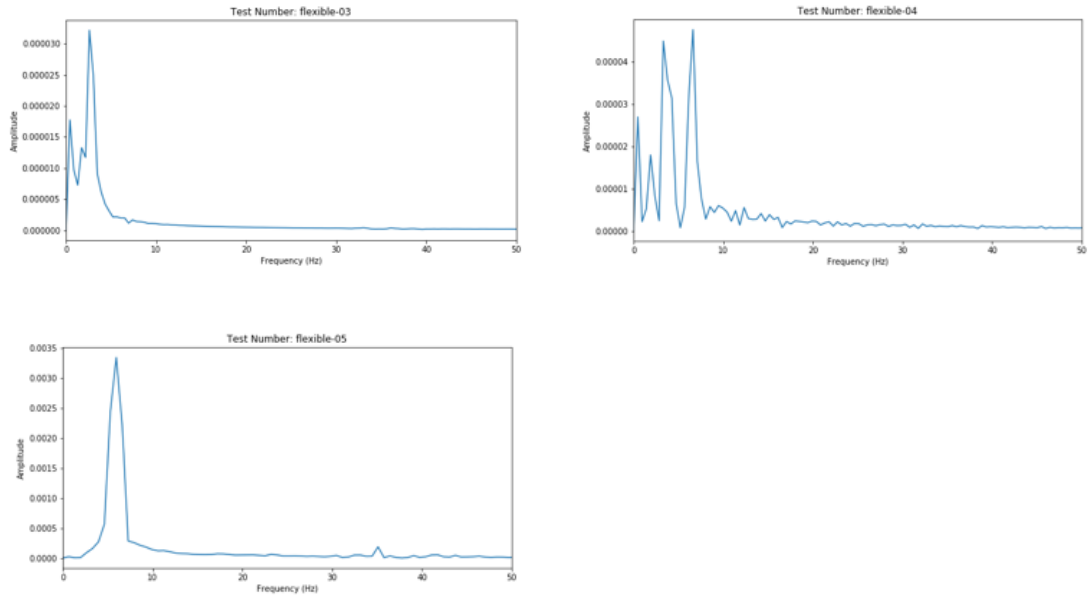 Test Number: flexible-03
0.000030
0.000025
0.000020
0.000015
0.000010
0.000005
0.000000
Amplitude
0 10 20 30 40 50
Frequency (Hz)
Test Number: flexible-04
0.00004
0.00003
0.00002
0.00001
0.00000
Amplitude
0 10 20 30 40 50
Frequency (Hz)
Test Number: flexible-05
0.0035
0.0030
0.0025
0.0020
0.0015
0.0010
0.0005
0.0000
Amplitude
0 10 20 30 40 50
Frequency (Hz)